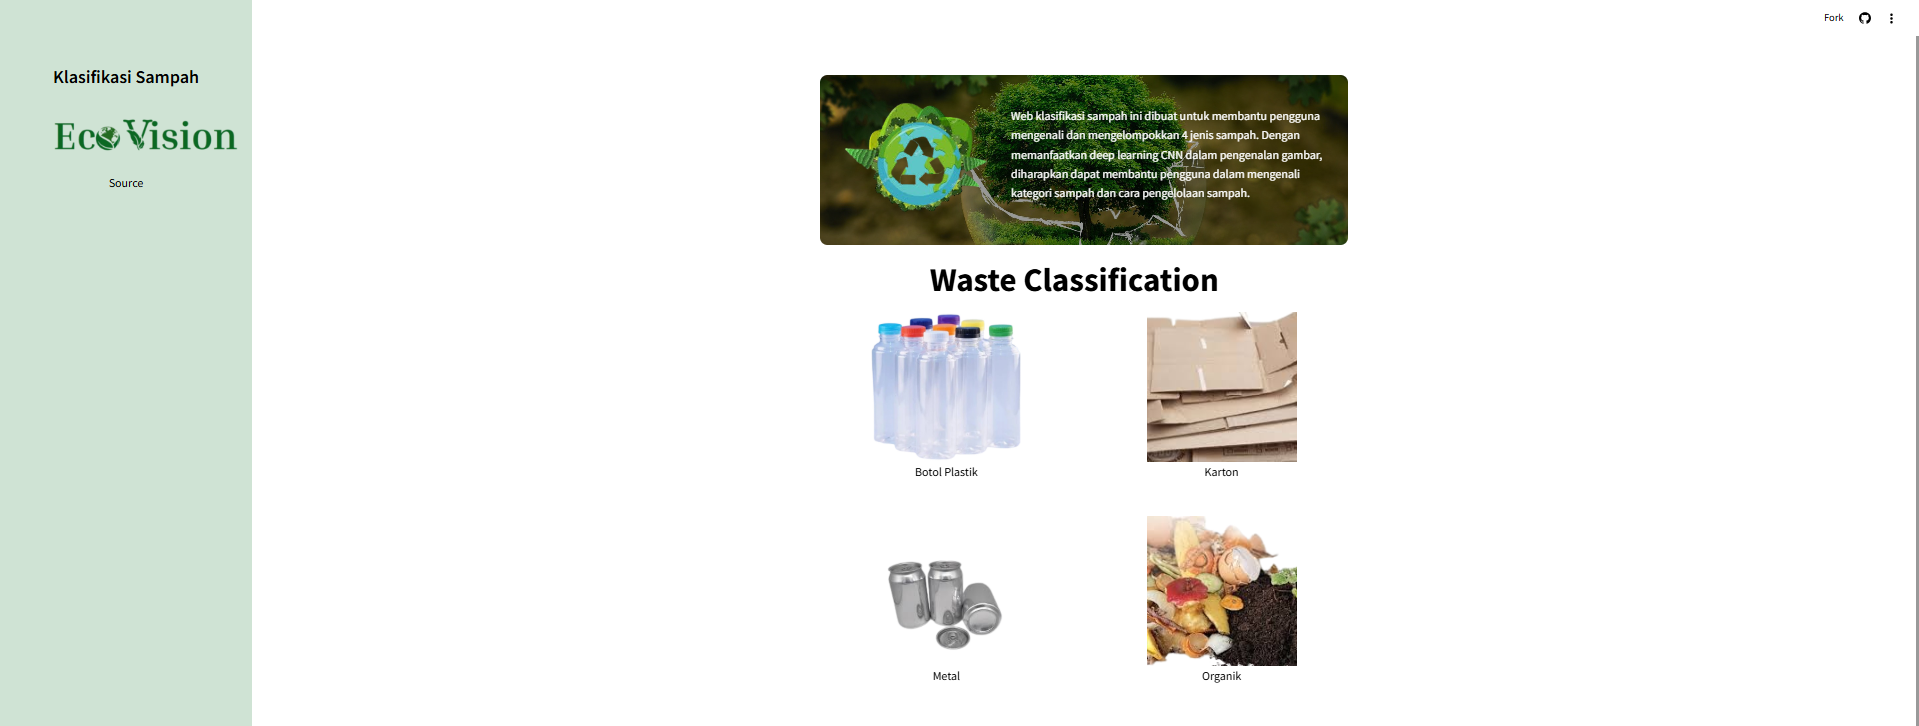 Fork
Klasifikasi Sampah
EcoVision
Source
Web klasifikasi sampah ini dibuat untuk membantu pengguna
mengenali dan mengelompokkan 4 jenis sampah. Dengan
memanfaatkan deep learning CNN dalam pengenalan gambar,
diharapkan dapat membantu pengguna dalam mengenali
kategori sampah dan cara pengelolaan sampah.
Waste Classification
Botol Plastik
Karton
Metal
Organik